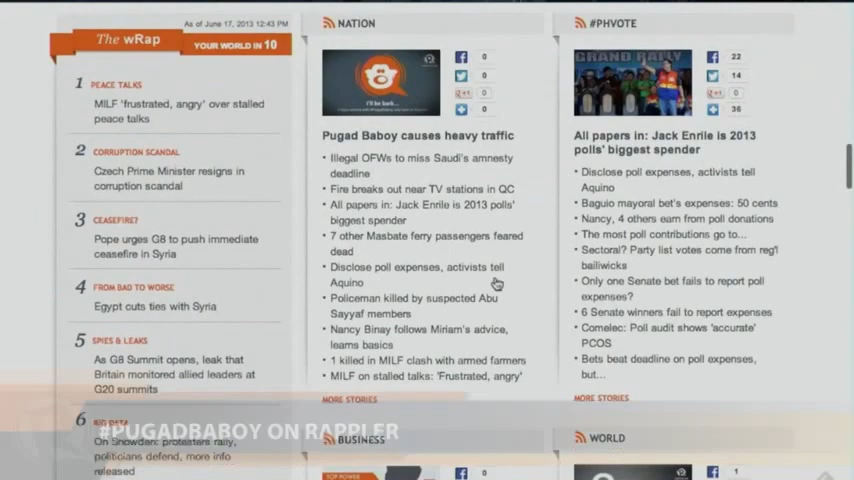 As of June 17, 2013 12:43 PM
The wRap
YOUR WORLD IN 10
1 PEACE TALKS
MILF 'frustrated, angry' over stalled
peace talks
2 CORRUPTION SCANDAL
Czech Prime Minister resigns in
corruption scandal
3 CEASEFIRE?
Pope urges G8 to push immediate
ceasefire in Syria
4 FROM BAD TO WORSE
Egypt cuts ties with Syria
5 SPIES & LEAKS
As G8 Summit opens, leak that
Britain monitored allied leaders at
G20 summits
6 BIG DATA
On Snowden: protesters rally,
politicians defend, more info
released
NATION
I'll be back...
0
0
g +1 0
0
Pugad Baboy causes heavy traffic
• Illegal OFWs to miss Saudi's amnesty
deadline
• Fire breaks out near TV stations in QC
• All papers in: Jack Enrile is 2013 polls'
biggest spender
• 7 other Masbate ferry passengers feared
dead
• Disclose poll expenses, activists tell
Aquino
• Policeman killed by suspected Abu
Sayyaf members
• Nancy Binay follows Miriam's advice,
learns basics
• 1 killed in MILF clash with armed farmers
• MILF on stalled talks: 'Frustrated, angry'
MORE STORIES
BUSINESS
TOP POWER
0
#PHVOTE
GRAND RALLY
22
14
g +1 0
36
All papers in: Jack Enrile is 2013
polls' biggest spender
• Disclose poll expenses, activists tell
Aquino
• Baguio mayoral bet's expenses: 50 cents
• Nancy, 4 others earn from poll donations
• The most poll contributions go to...
• Sectoral? Party list votes come from reg'l
bailiwicks
• Only one Senate bet fails to report poll
expenses?
• 6 Senate winners fail to report expenses
• Comelec: Poll audit shows 'accurate'
PCOS
• Bets beat deadline on poll expenses,
but...
MORE STORIES
WORLD
1
#PUGADBABOY ON RAPPLER